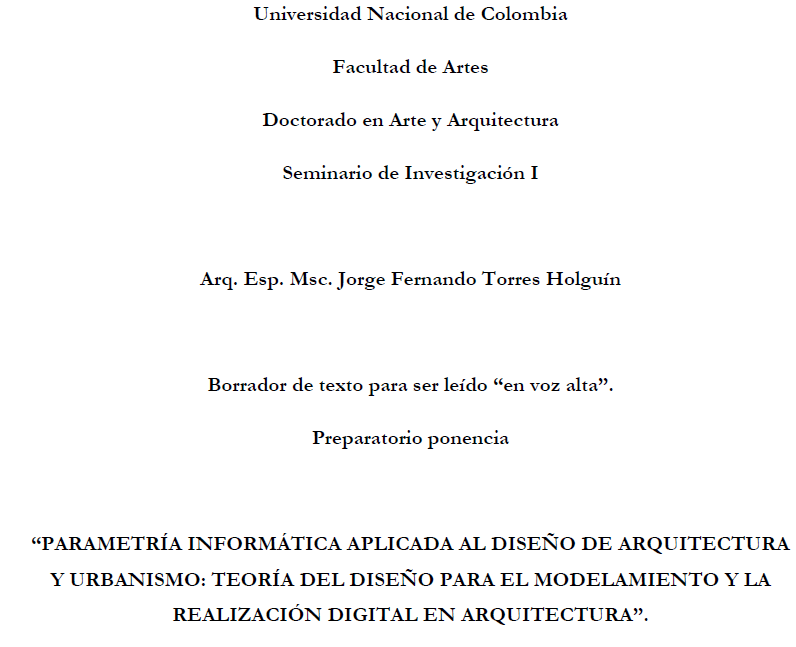 Universidad Nacional de Colombia
Facultad de Artes
Doctorado en Arte y Arquitectura
Seminario de Investigación I
Arq. Esp. Msc. Jorge Fernando Torres Holguín
Borrador de texto para ser leído “en voz alta”.
Preparatorio ponencia
“PARAMETRÍA INFORMÁTICA APLICADA AL DISEÑO DE ARQUITECTURA
Y URBANISMO: TEORÍA DEL DISEÑO PARA EL MODELAMIENTO Y LA
REALIZACIÓN DIGITAL EN ARQUITECTURA”.